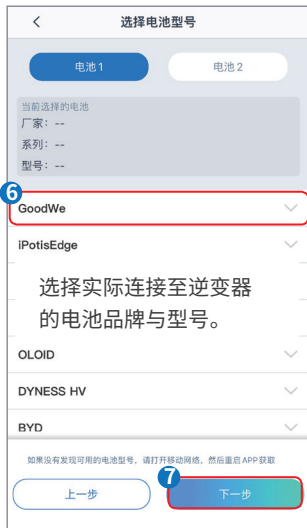 选择电池型号
电池1 电池2
当前选择的电池
厂家：--
系列：--
型号：--
6
GoodWe
iPotisEdge
选择实际连接至逆变器
的电池品牌与型号。
OLOID
DYNESS HV
BYD
如果没有发现可用的电池型号，请打开移动网络，然后重启APP获取
7
上一步 下一步